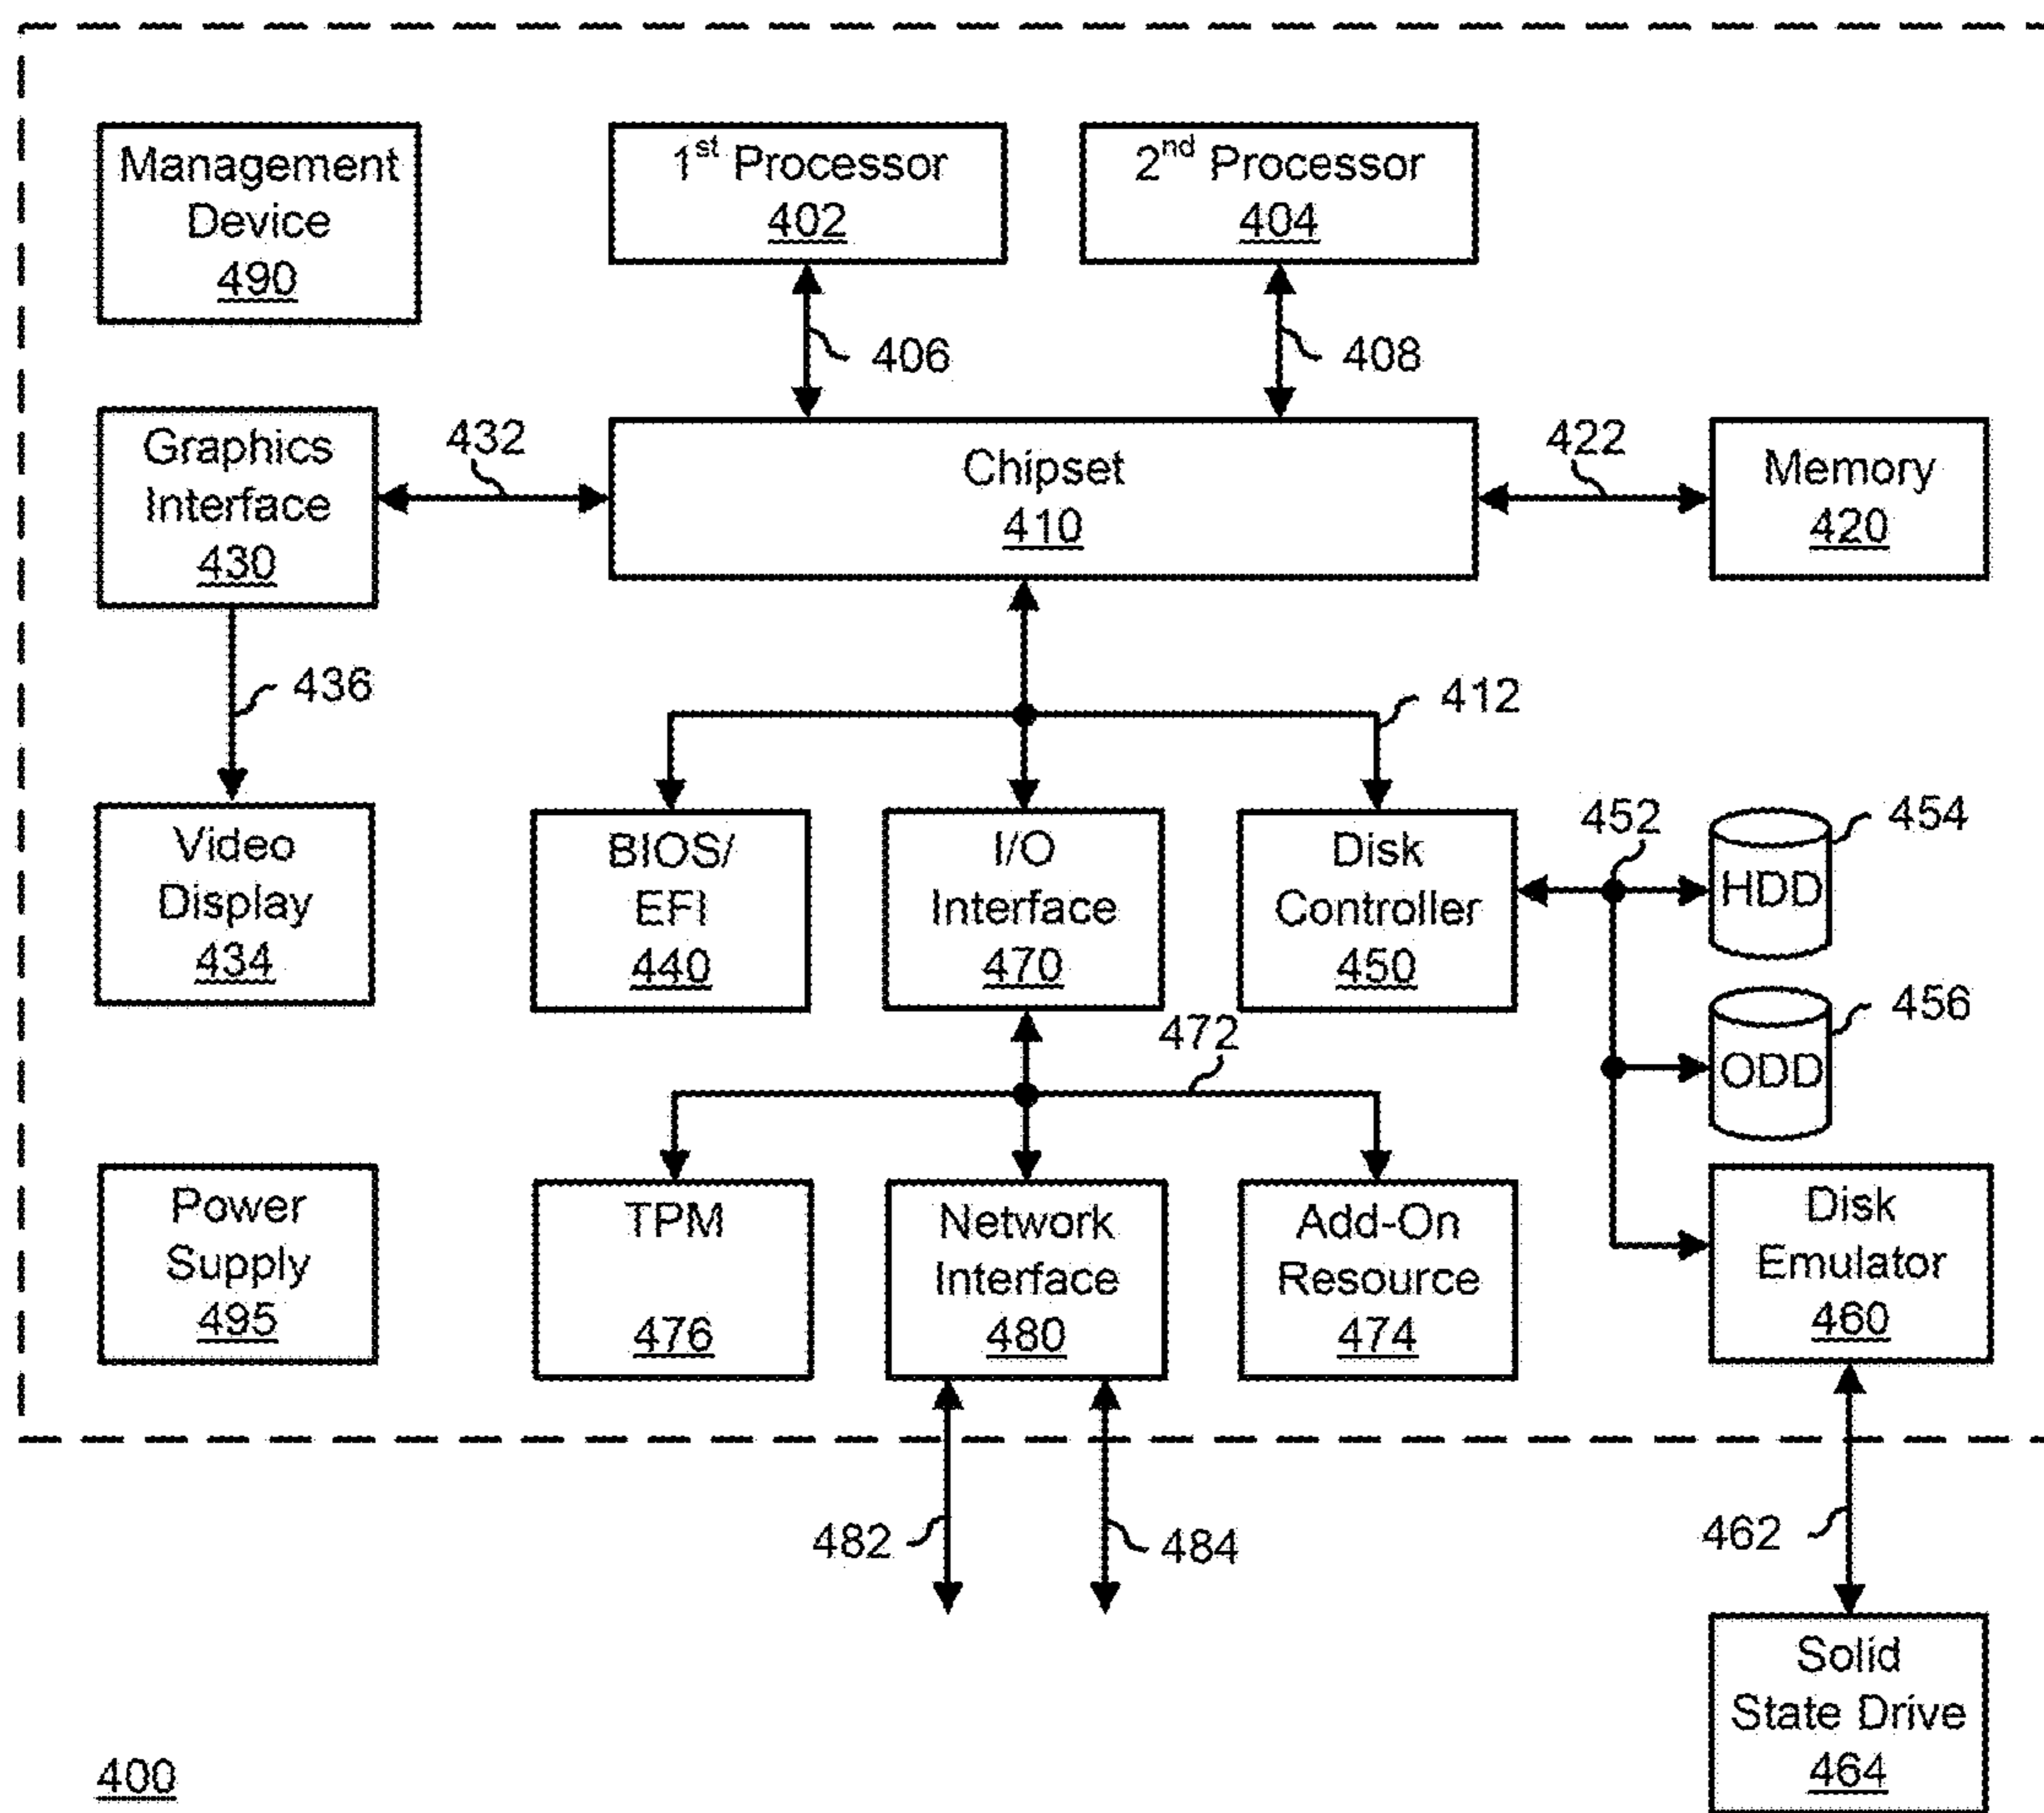 Management
Device
490
1st Processor
402
2nd Processor
404
406
408
Graphics
Interface
430
432
Chipset
410
422
Memory
420
436
412
Video
Display
434
BIOS/
EFI
440
I/O
Interface
470
Disk
Controller
450
452
454
HDD
456
ODD
472
Power
Supply
495
TPM
476
Network
Interface
480
Add-On
Resource
474
Disk
Emulator
460
482
484
462
Solid
State Drive
464
400